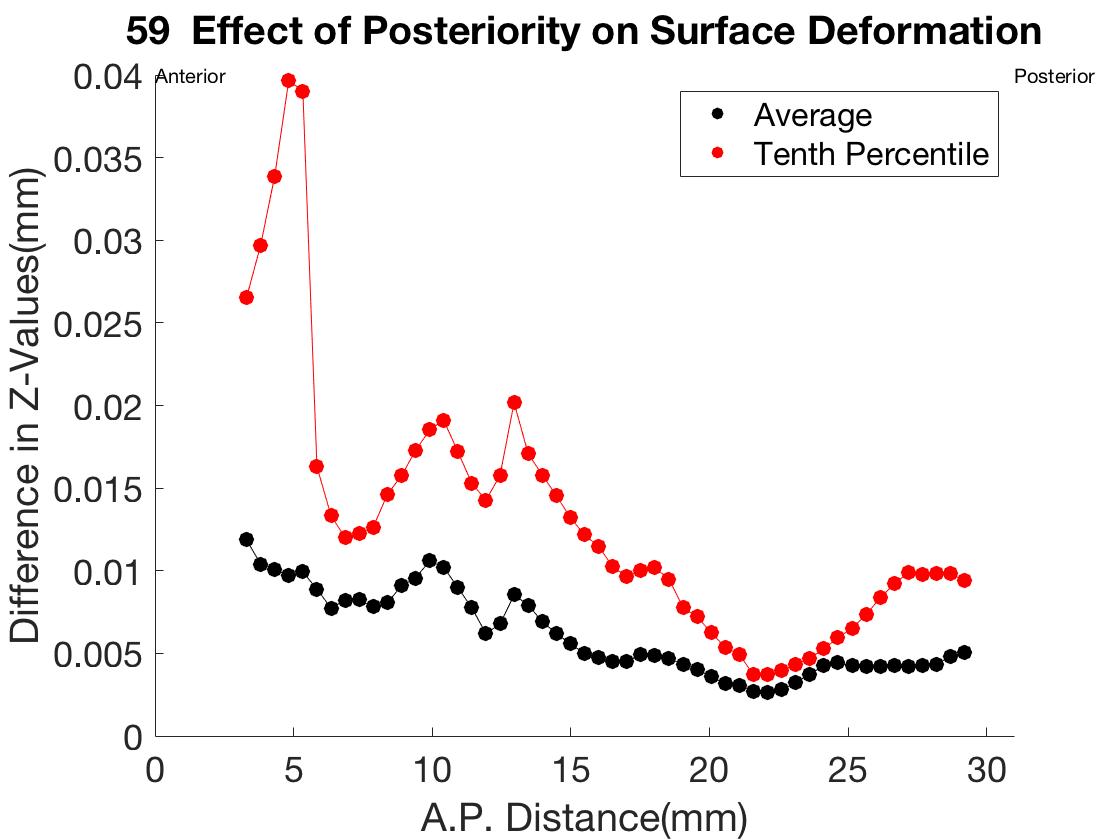 59  Effect of Posteriority on Surface Deformation
Anterior
Posterior
Average
Tenth Percentile
0.04
0.035
0.03
0.025
0.02
0.015
0.01
0.005
0
Difference in Z-Values(mm)
0 5 10 15 20 25 30
A.P. Distance(mm)